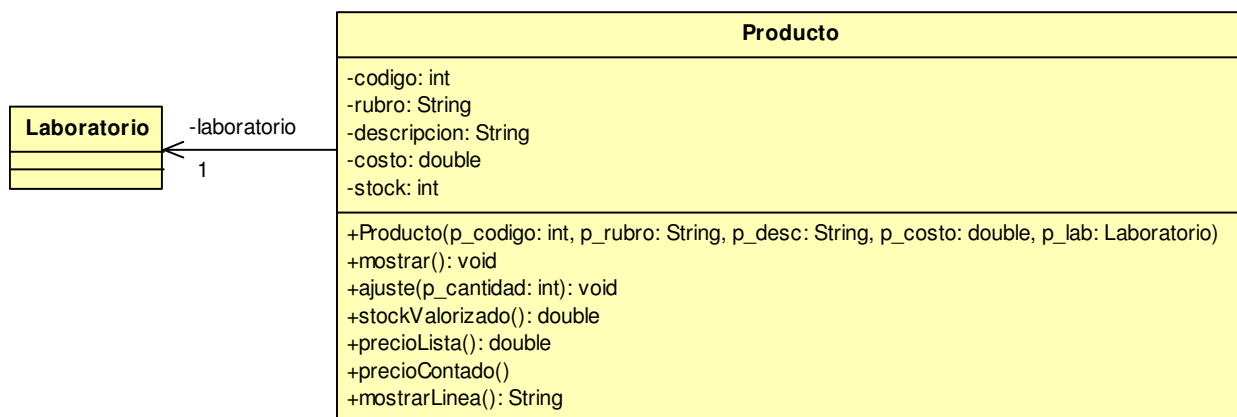 Producto
-codigo: int
-rubro: String
-descripcion: String
-costo: double
-stock: int
Laboratorio
-laboratorio
1
+Producto(p_codigo: int, p_rubro: String, p_desc: String, p_costo: double, p_lab: Laboratorio)
+mostrar(): void
+ajuste(p_cantidad: int): void
+stockValorizado(): double
+precioLista(): double
+precioContado()
+mostrarLinea(): String